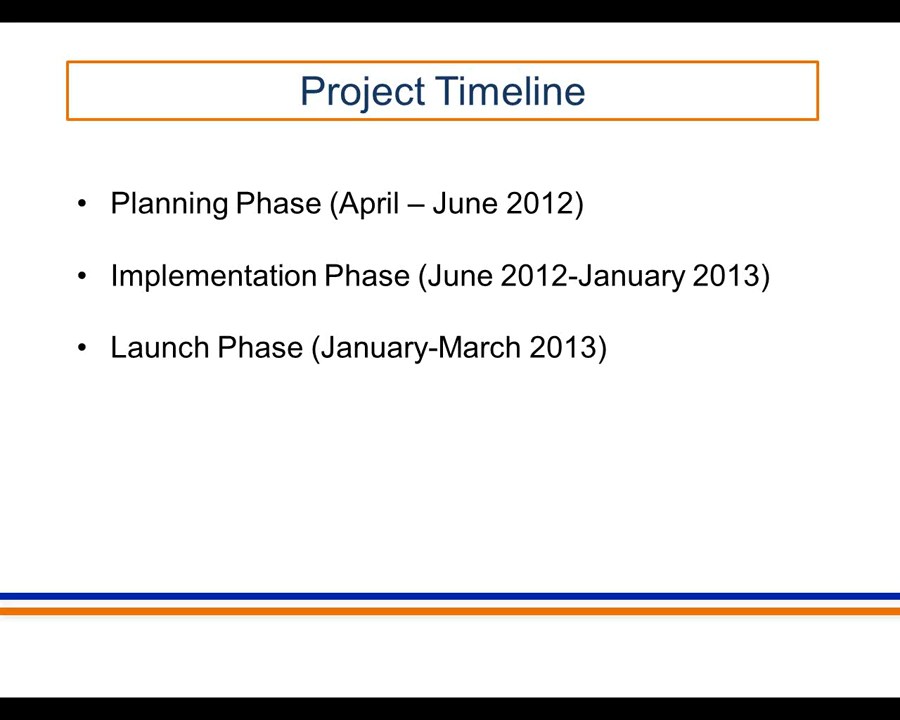 Project Timeline
• Planning Phase (April – June 2012)
• Implementation Phase (June 2012-January 2013)
• Launch Phase (January-March 2013)